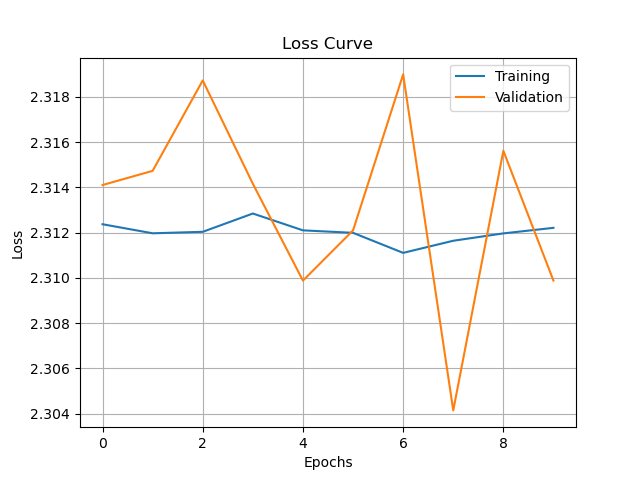 Loss Curve
Training
Validation
2.318
2.316
2.314
2.312
2.310
2.308
2.306
2.304
Loss
0 2 4 6 8
Epochs